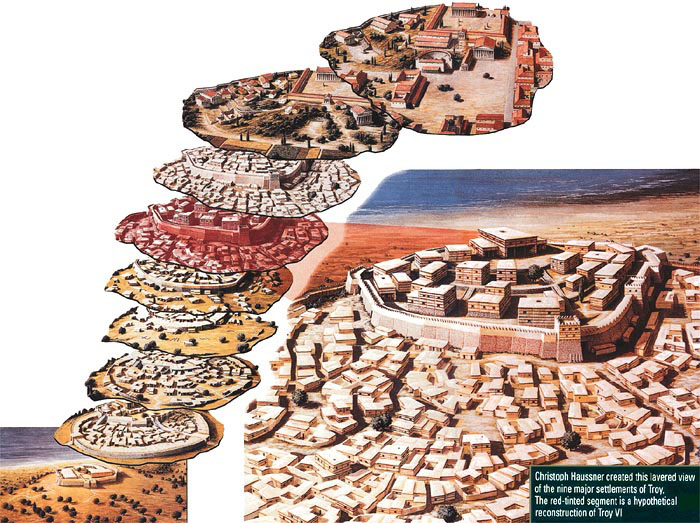 Christoph Haussner created this layered view
of the nine major settlements of Troy.
The red-tinted segment is a hypothetical
reconstruction of Troy VI